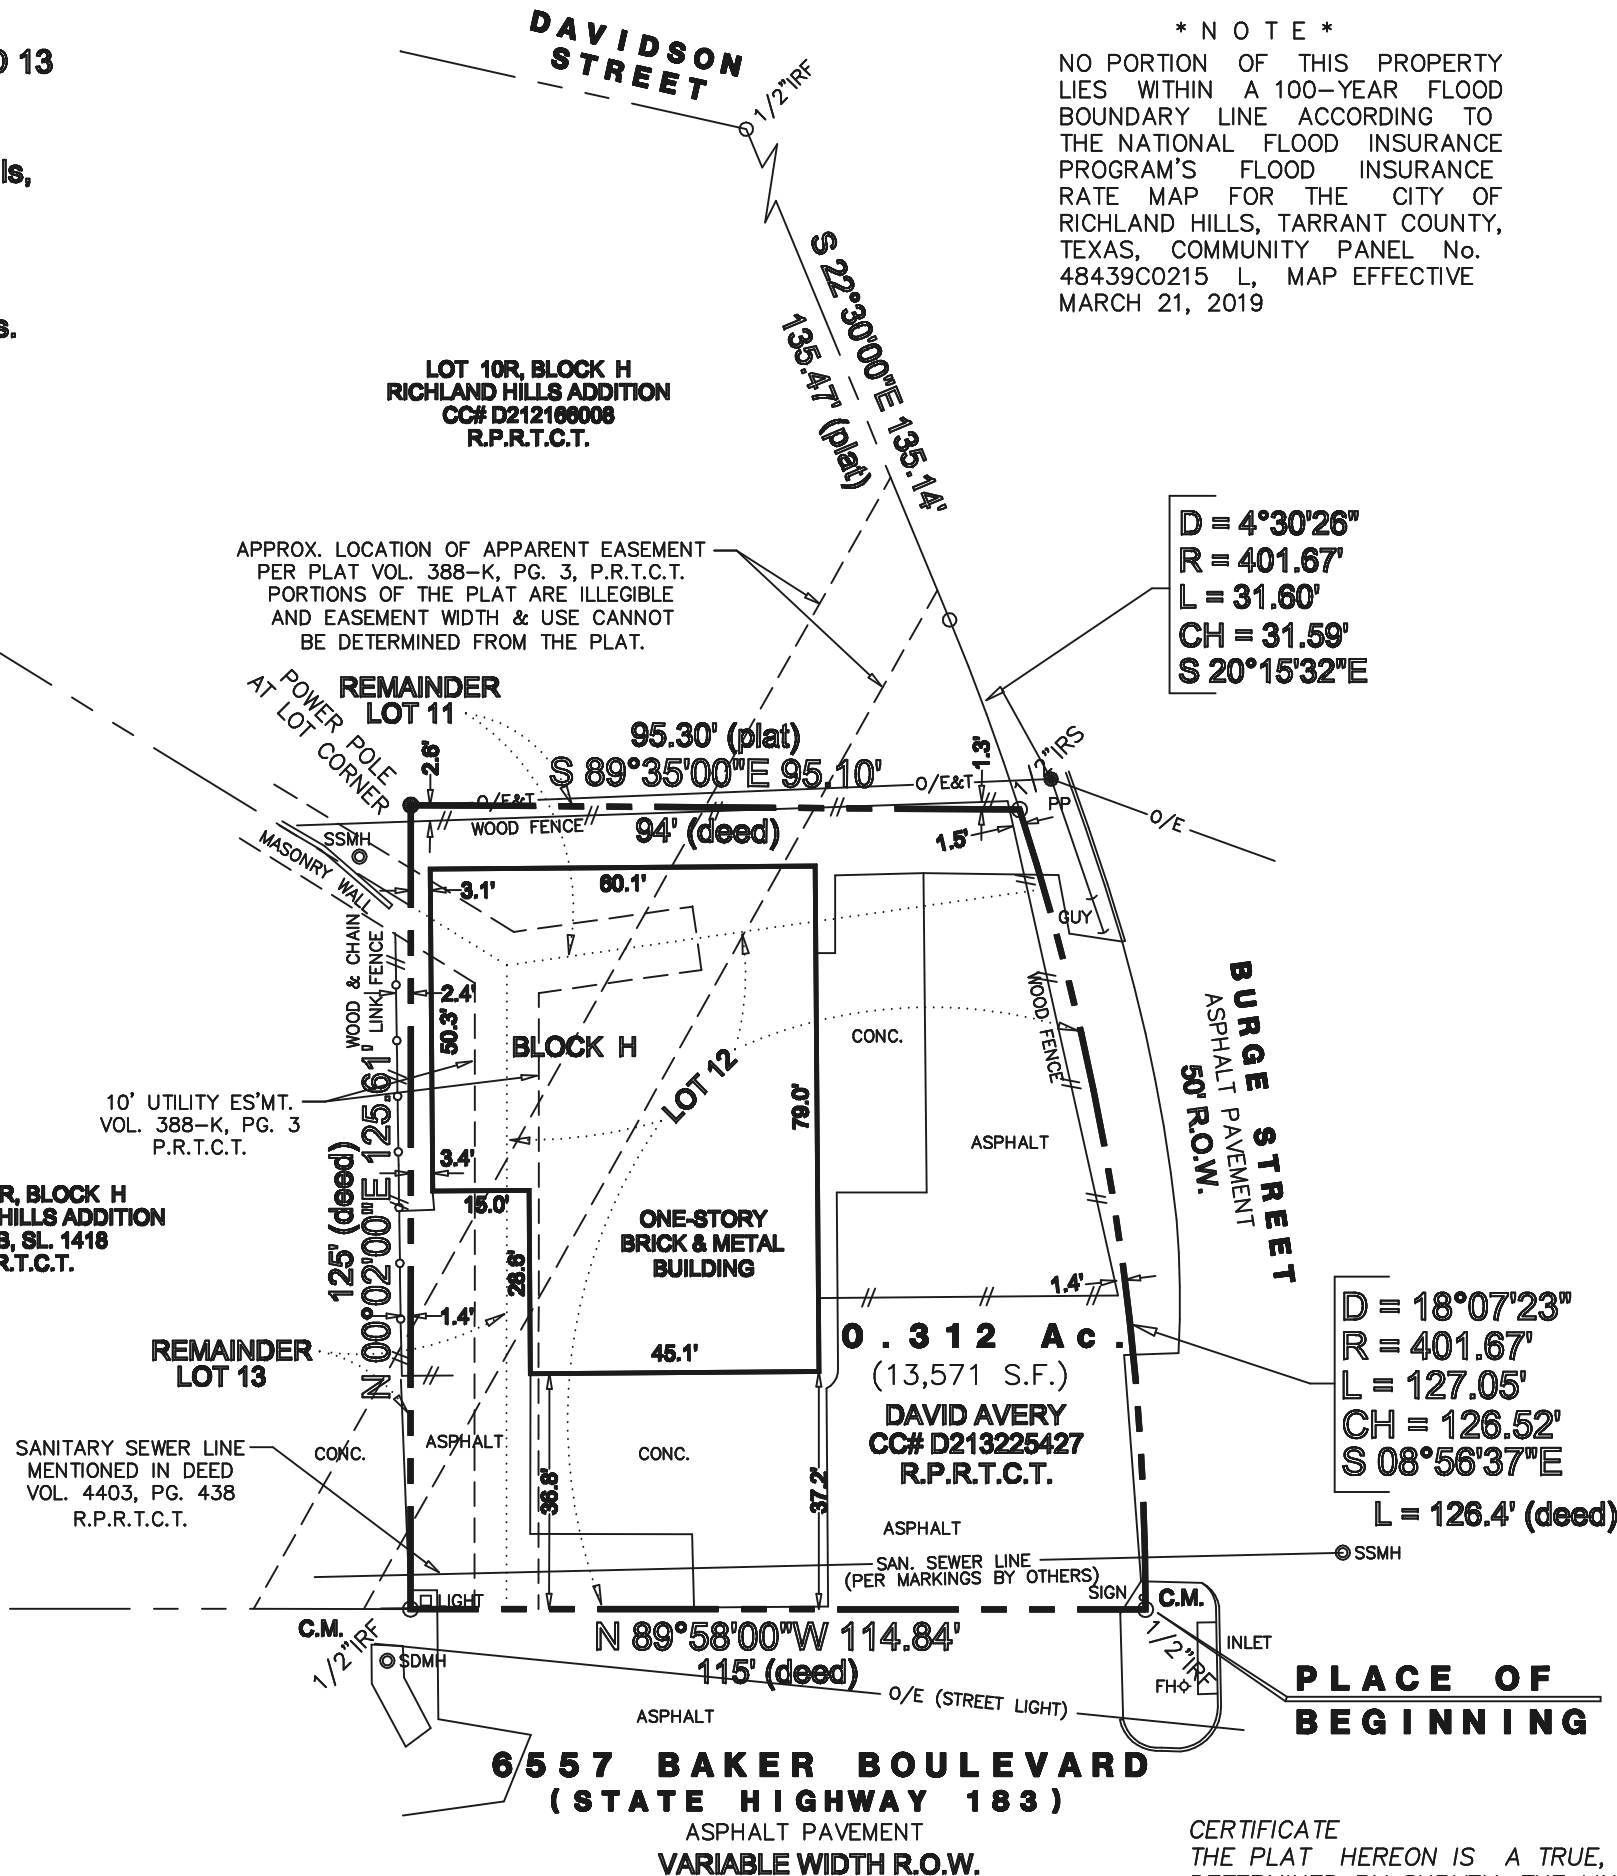 DAVIDSON
STREET
1/2"IRF
* N O T E *
NO PORTION OF THIS PROPERTY
LIES WITHIN A 100-YEAR FLOOD
BOUNDARY LINE ACCORDING TO
THE NATIONAL FLOOD INSURANCE
PROGRAM'S FLOOD INSURANCE
RATE MAP FOR THE CITY OF
RICHLAND HILLS, TARRANT COUNTY,
TEXAS, COMMUNITY PANEL No.
48439C0215 L, MAP EFFECTIVE
MARCH 21, 2019
13
ls,
s.
S 22°30'00"E 135.14'
135.47' (plat)
LOT 10R, BLOCK H
RICHLAND HILLS ADDITION
CC# D212166008
R.P.R.T.C.T.
D = 4°30'26"
R = 401.67'
L = 31.60'
CH = 31.59'
S 20°15'32"E
APPROX. LOCATION OF APPARENT EASEMENT
PER PLAT VOL. 388-K, PG. 3, P.R.T.C.T.
PORTIONS OF THE PLAT ARE ILLEGIBLE
AND EASEMENT WIDTH & USE CANNOT
BE DETERMINED FROM THE PLAT.
POWER POLE
AT LOT CORNER
REMAINDER
LOT 11
2.6'
95.30' (plat)
S 89°35'00"E 95.10'
94' (deed)
O/E&T
O/E&T
WOOD FENCE
1.3'
1/2"IRS
PP
O/E
1.5'
SSMH
MASONRY WALL
3.1'
60.1'
GUY
WOOD & CHAIN
LINK FENCE
2.4'
50.3'
BLOCK H
LOT 12
79.0'
CONC.
WOOD FENCE
ASPHALT
BURGE STREET
ASPHALT PAVEMENT
50' R.O.W.
10' UTILITY ES'MT.
VOL. 388-K, PG. 3
P.R.T.C.T.
N 00°02'00"E 125.61'
125' (deed)
3.4'
15.0'
R, BLOCK H
HILLS ADDITION
B, SL. 1418
R.T.C.T.
ONE-STORY
BRICK & METAL
BUILDING
28.6'
1.4'
1.4'
45.1'
0.312 Ac.
(13,571 S.F.)
DAVID AVERY
CC# D213225427
R.P.R.T.C.T.
D = 18°07'23"
R = 401.67'
L = 127.05'
CH = 126.52'
S 08°56'37"E
L = 126.4' (deed)
REMAINDER
LOT 13
SANITARY SEWER LINE
MENTIONED IN DEED
VOL. 4403, PG. 438
R.P.R.T.C.T.
CONC.
ASPHALT
CONC.
36.8'
37.2'
ASPHALT
SAN. SEWER LINE
(PER MARKINGS BY OTHERS)
SSMH
SIGN
C.M.
LIGHT
C.M.
1/2"IRF
SDMH
N 89°58'00"W 114.84'
115' (deed)
1/2"IRF
INLET
FH
O/E (STREET LIGHT)
PLACE OF
BEGINNING
ASPHALT
6557 BAKER BOULEVARD
(STATE HIGHWAY 183)
ASPHALT PAVEMENT
VARIABLE WIDTH R.O.W.
CERTIFICATE
THE PLAT HEREON IS A TRUE,